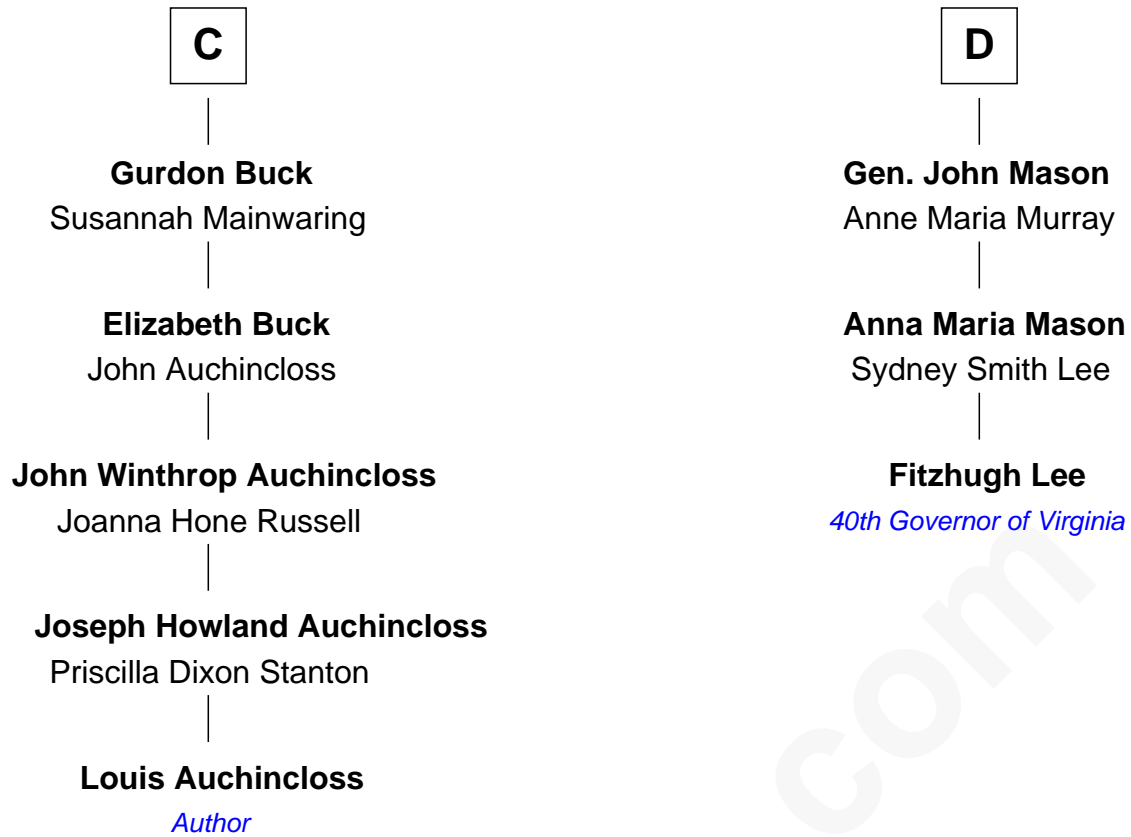 C
Gurdon Buck
Susannah Mainwaring
Elizabeth Buck
John Auchincloss
John Winthrop Auchincloss
Joanna Hone Russell
Joseph Howland Auchincloss
Priscilla Dixon Stanton
Louis Auchincloss
Author
D
Gen. John Mason
Anne Maria Murray
Anna Maria Mason
Sydney Smith Lee
Fitzhugh Lee
40th Governor of Virginia
com